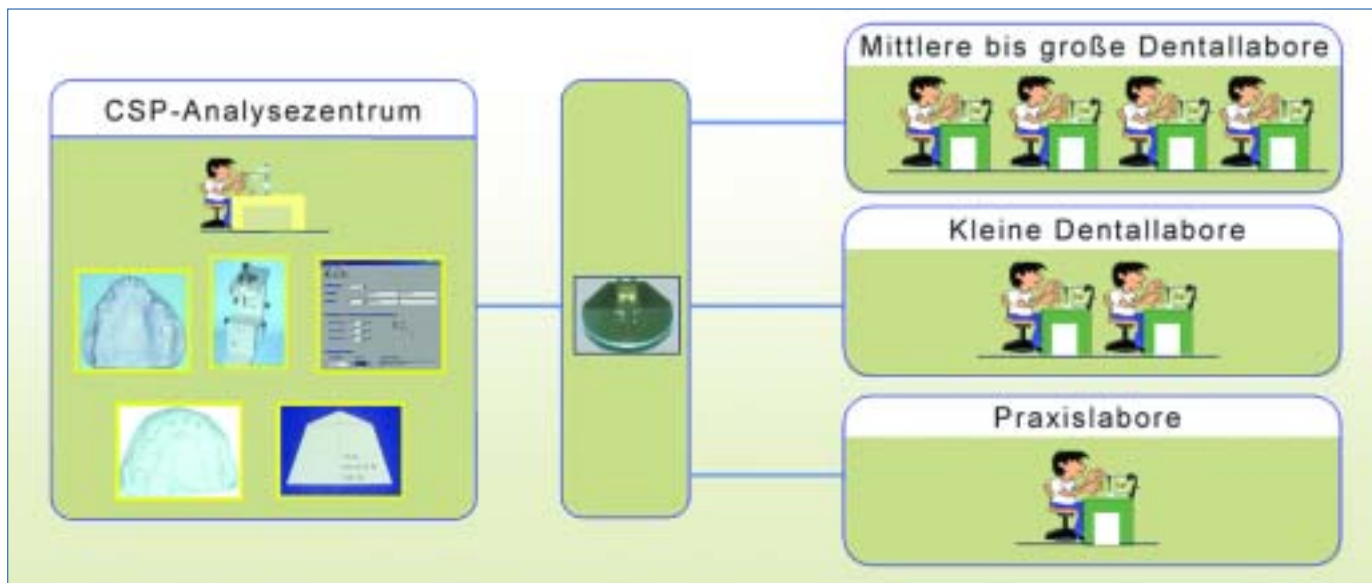 CSP-Analysezentrum
Mittlere bis große Dentallabore
Kleine Dentallabore
Praxislabore